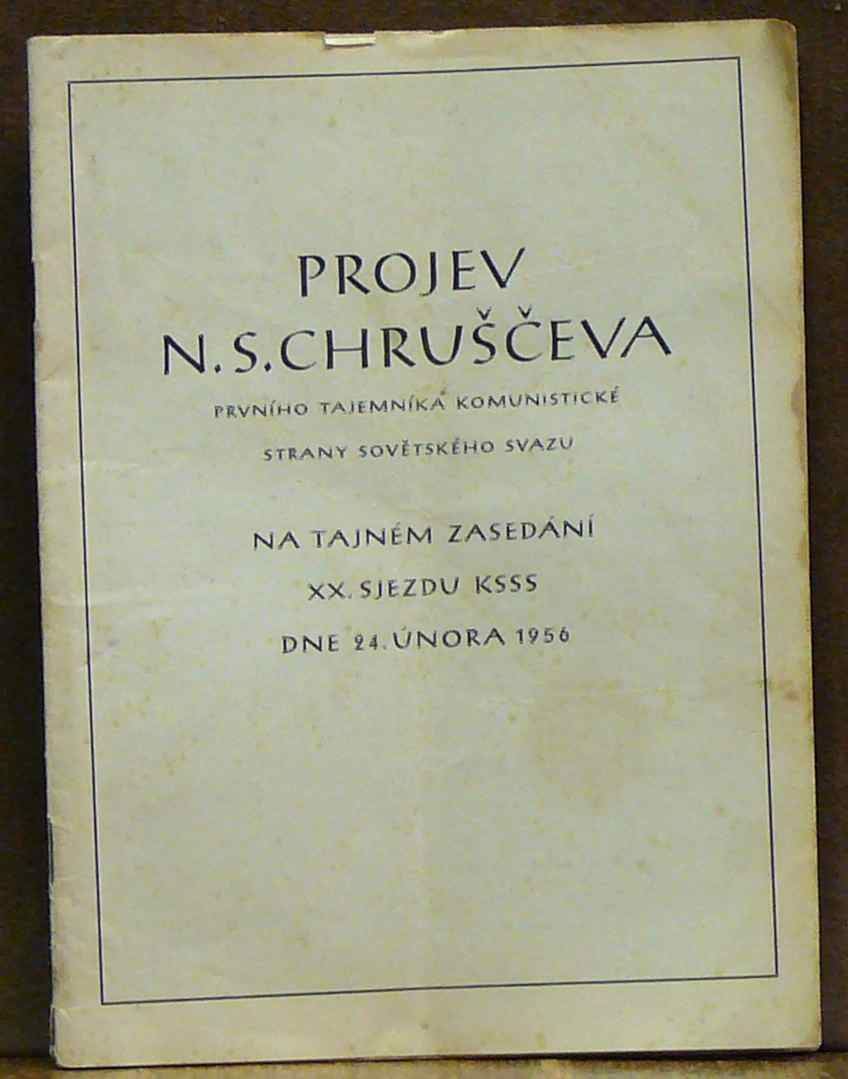 PROJEV
N.S.CHRUŠČEVA
PRVNÍHO TAJEMNÍKA KOMUNISTICKÉ
STRANY SOVĚTSKÉHO SVAZU
NA TAJNÉM ZASEDÁNÍ
XX. SJEZDU KSSS
DNE 24. ÚNORA 1956